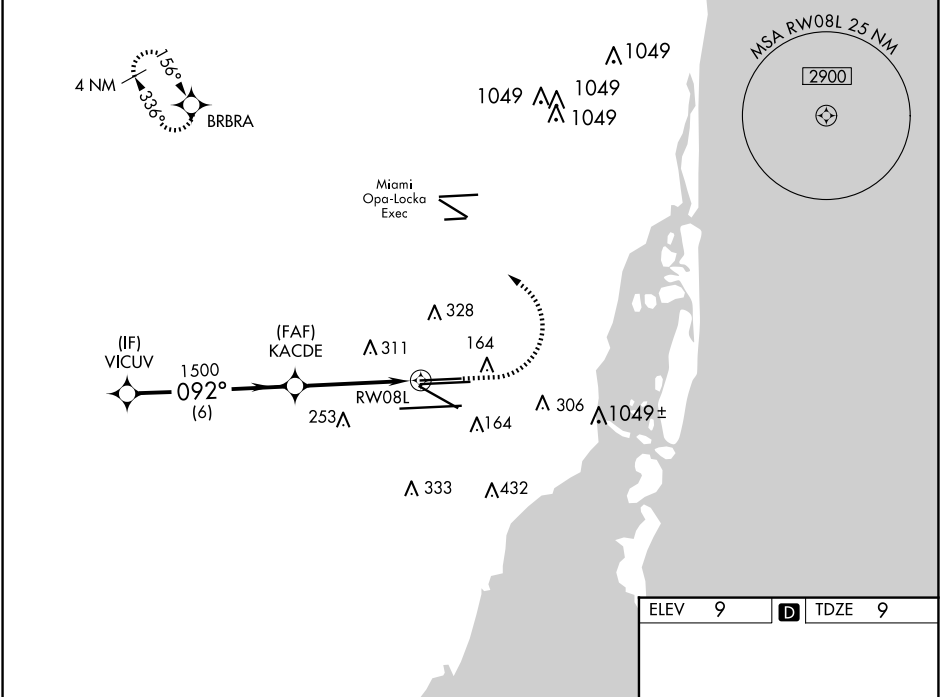 MSA RW08L 25 NM
2900
1049
1049
1049
1049
156°
4 NM
336°
BRBRA
Miami
Opa-Locka
Exec
328
(FAF)
KACDE
311
164
(IF)
VICUV
1500
092°
(6)
RW08L
253
164
306
1049±
333
432
ELEV 9
D
TDZE 9